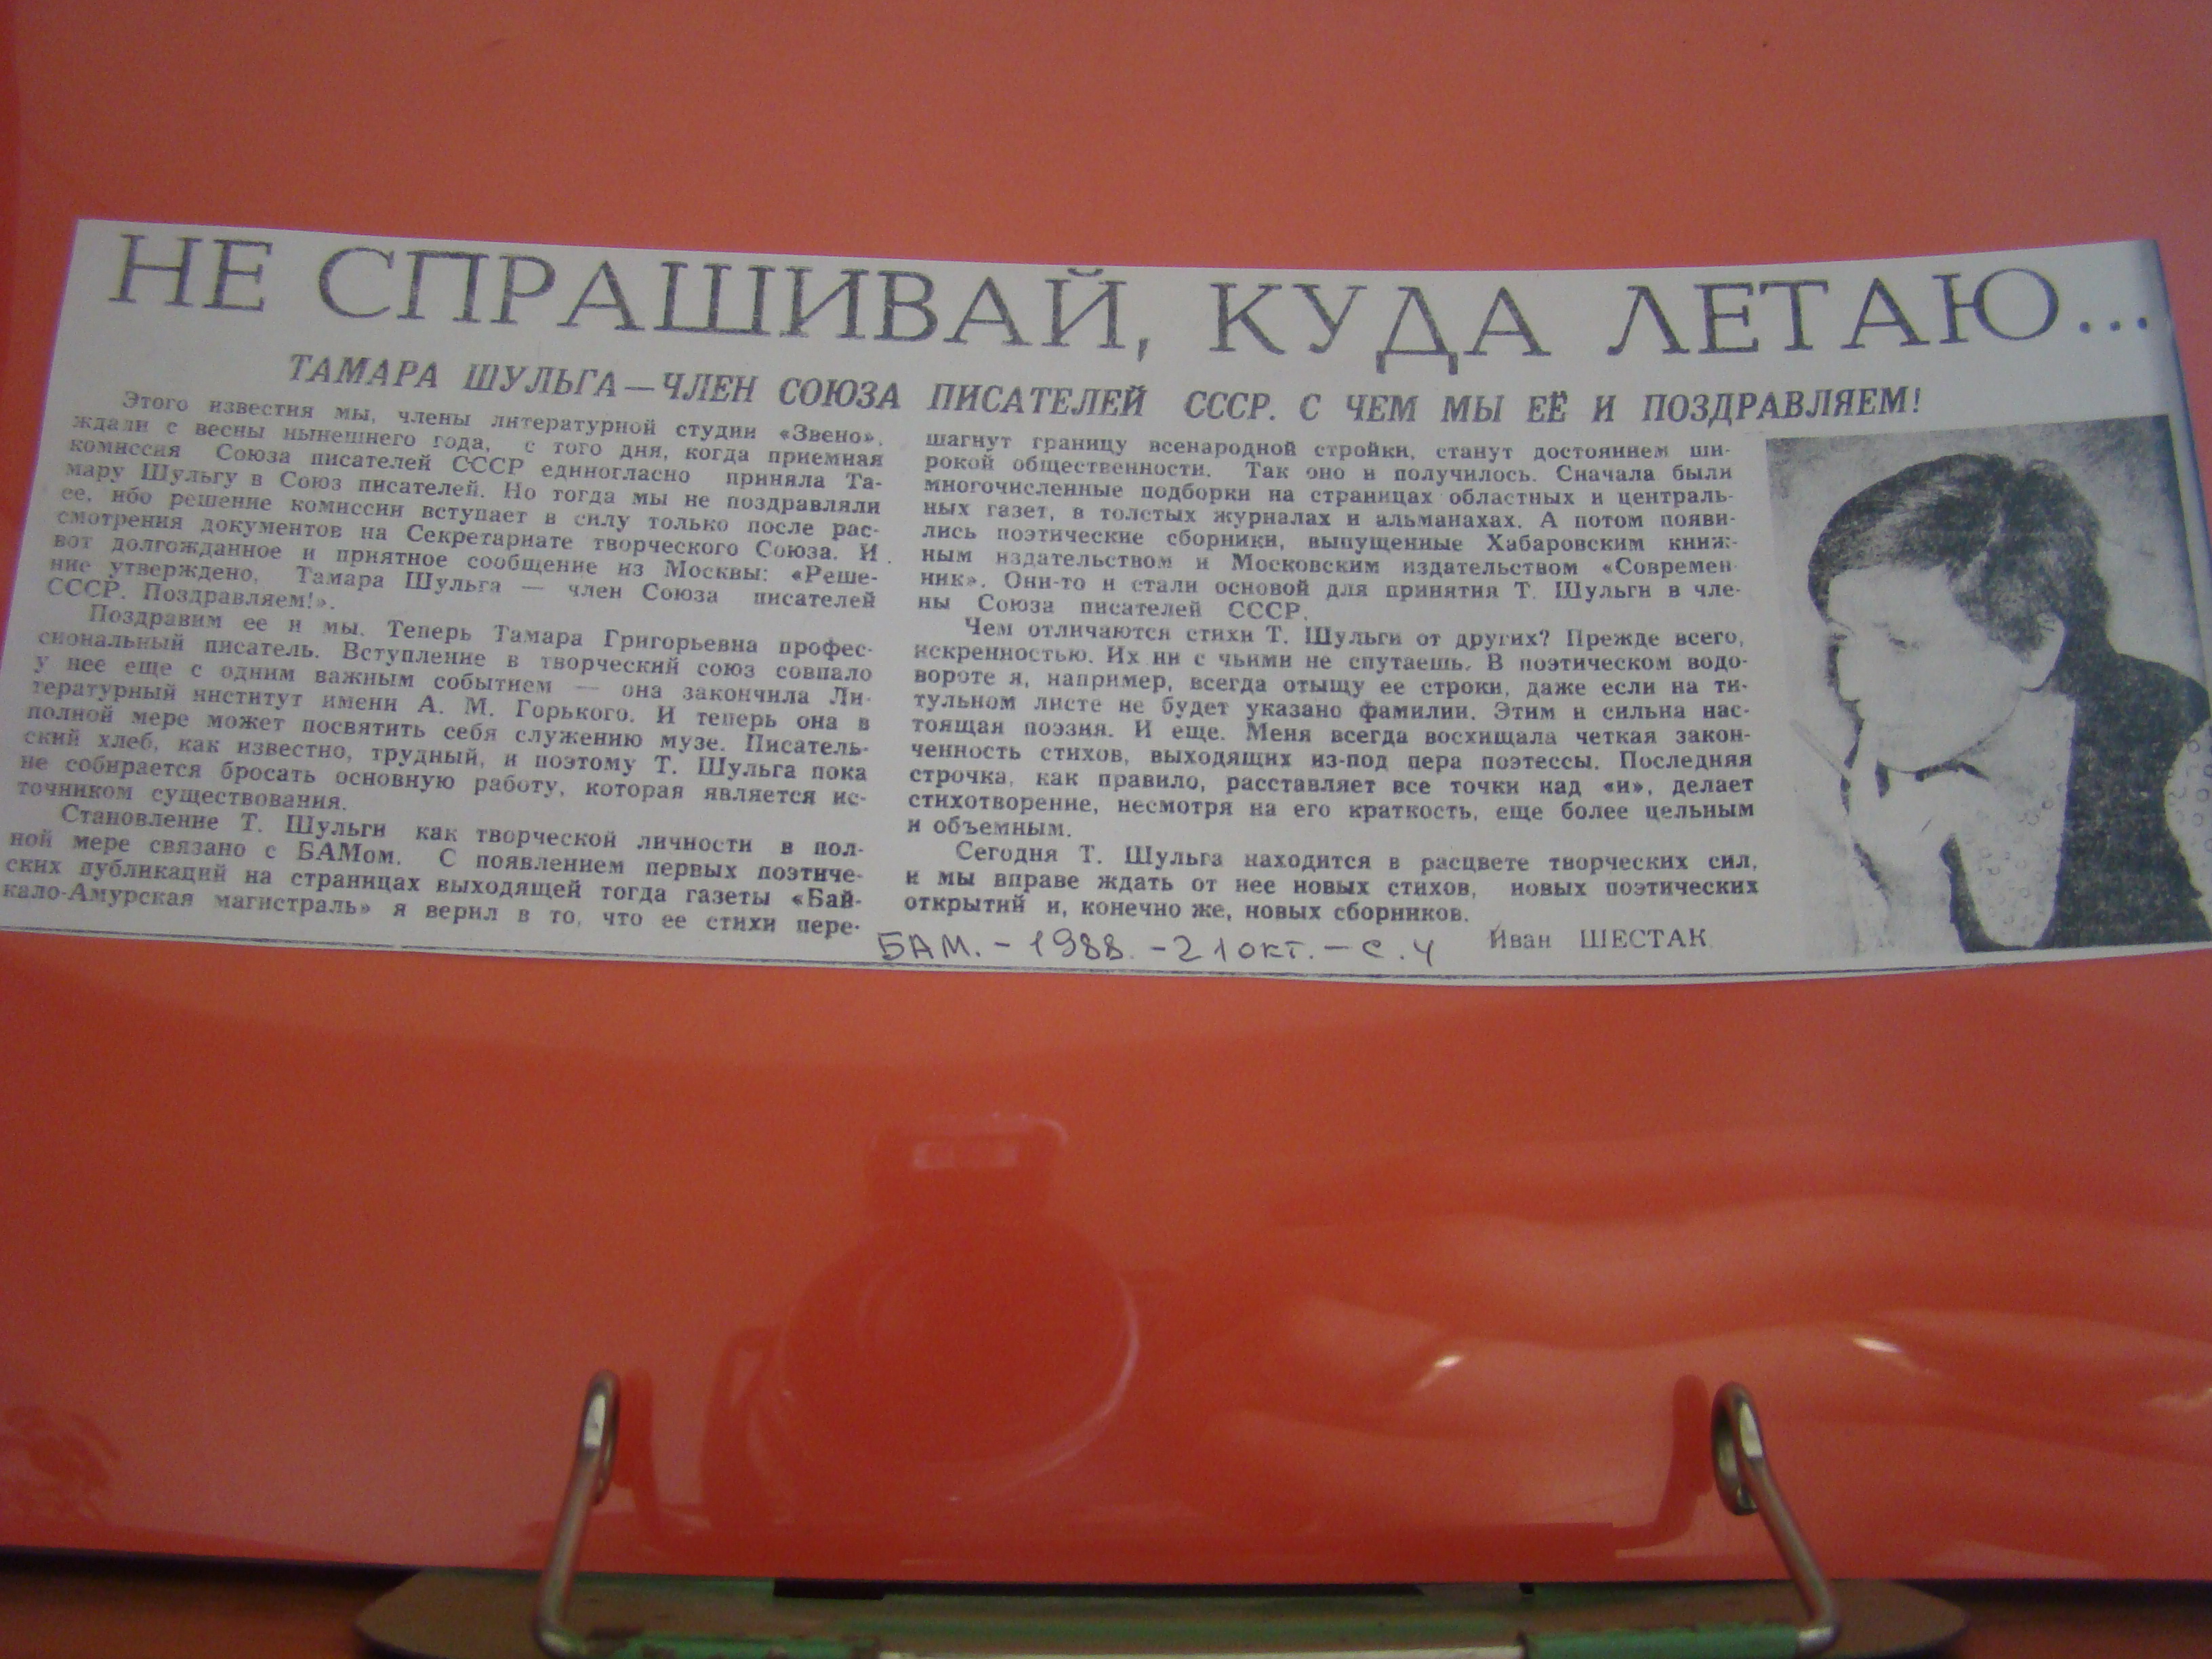 НЕ СПРАШИВАЙ, КУДА ЛЕТАЮ...
ТАМАРА ШУЛЬГА—ЧЛЕН СОЮЗА ПИСАТЕЛЕЙ СССР. С ЧЕМ МЫ ЕЁ И ПОЗДРАВЛЯЕМ!
Этого известия мы, члены литературной студии «Звено»,
ждали с весны нынешнего года, с того дня, когда приемная
комиссия Союза писателей СССР единогласно приняла Та-
мару Шульгу в Союз писателей. Но тогда мы не поздравляли
ее, ибо решение комиссии вступает в силу только после рас-
смотрения документов на Секретариате творческого Союза. И
вот долгожданное и приятное сообщение из Москвы: «Реше-
ние утверждено, Тамара Шульга — член Союза писателей
СССР. Поздравляем!».
Поздравим ее и мы. Теперь Тамара Григорьевна профес-
сиональный писатель. Вступление в творческий союз совпало
у нее еще с одним важным событием — она закончила Ли-
тературный институт имени А. М. Горького. И теперь она в
полной мере может посвятить себя служению музе. Писатель-
ский хлеб, как известно, трудный, и поэтому Т. Шульга пока
не собирается бросать основную работу, которая является ис-
точником существования.
Становление Т. Шульги как творческой личности в пол-
ной мере связано с БАМом. С появлением первых поэтиче-
ских публикаций на страницах выходящей тогда газеты «Бай-
кало-Амурская магистраль» я верил в то, что ее стихи пере-
шагнут границу всенародной стройки, станут достоянием ши-
рокой общественности. Так оно и получилось. Сначала были
многочисленные подборки на страницах областных и централь-
ных газет, в толстых журналах и альманахах. А потом появи-
лись поэтические сборники, выпущенные Хабаровским книж-
ным издательством и Московским издательством «Современ
ник». Они-то и стали основой для принятия Т. Шульги в чле-
ны Союза писателей СССР.
Чем отличаются стихи Т. Шульги от других? Прежде всего,
искренностью. Их ни с чьими не спутаешь. В поэтическом водо-
вороте я, например, всегда отыщу ее строки, даже если на ти-
тульном листе не будет указано фамилии. Этим и сильна нас-
тоящая поэзия. И еще. Меня всегда восхищала четкая закон-
ченность стихов, выходящих из-под пера поэтессы. Последняя
строчка, как правило, расставляет все точки над «и», делает
стихотворение, несмотря на его краткость, еще более цельным
и объемным.
Сегодня Т. Шульга находится в расцвете творческих сил,
и мы вправе ждать от нее новых стихов, новых поэтических
открытий и, конечно же, новых сборников.
Иван ШЕСТАК
БАМ. - 1988. - 21 окт. - С. 4